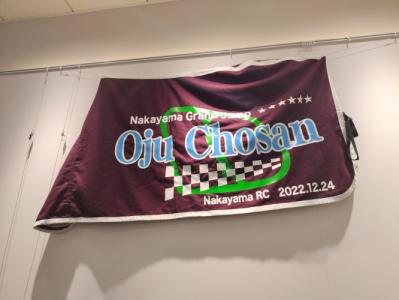 Nakayama Grand Jump
Oju Chosan
Nakayama RC 2022.12.24